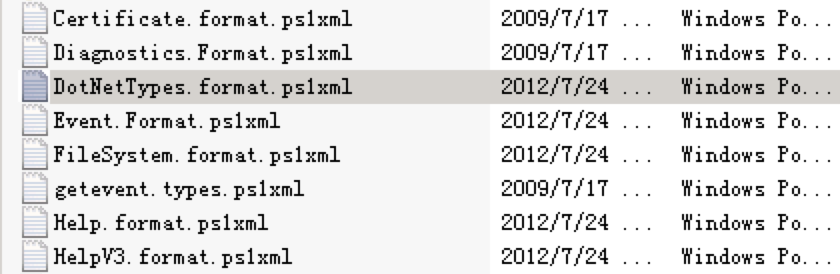 Certificate.format.ps1xml 2009/7/17 ... Windows Po...
Diagnostics.Format.ps1xml 2009/7/17 ... Windows Po...
DotNetTypes.format.ps1xml 2012/7/24 ... Windows Po...
Event.Format.ps1xml 2012/7/24 ... Windows Po...
FileSystem.format.ps1xml 2012/7/24 ... Windows Po...
getevent.types.ps1xml 2009/7/17 ... Windows Po...
Help.format.ps1xml 2012/7/24 ... Windows Po...
HelpV3.format.ps1xml 2012/7/24 ... Windows Po...